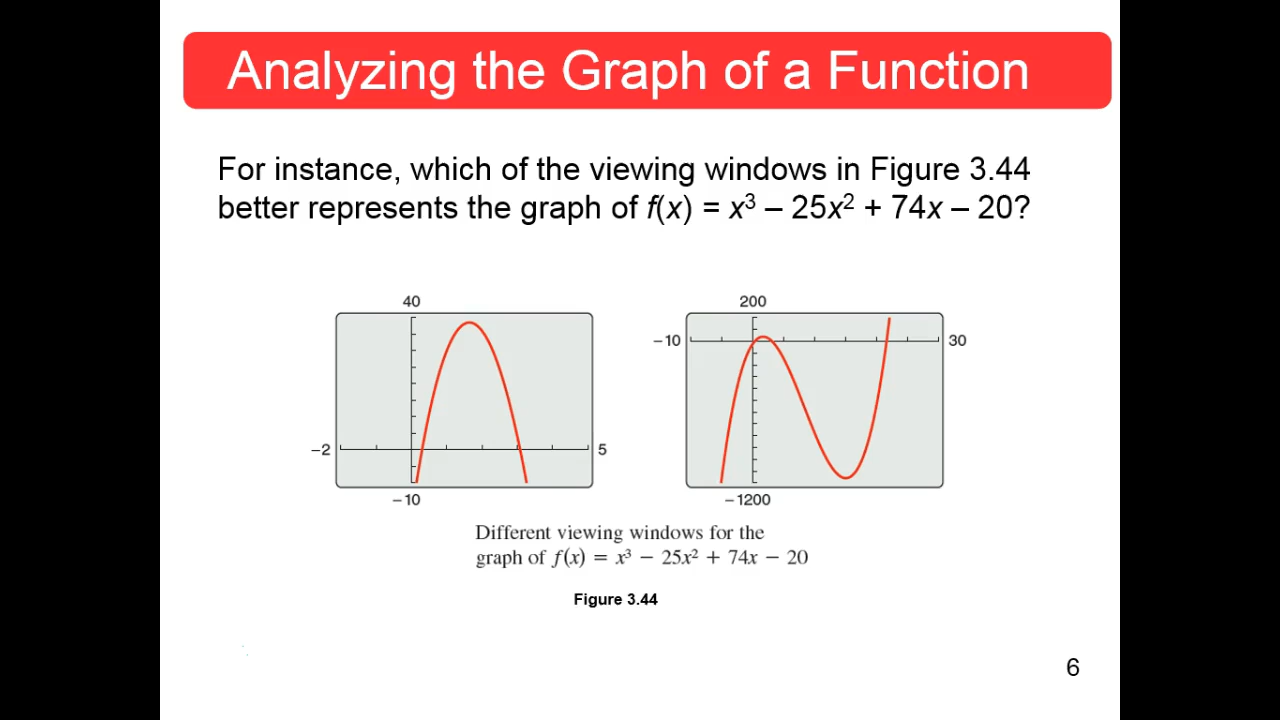 Analyzing the Graph of a Function
For instance, which of the viewing windows in Figure 3.44
better represents the graph of f(x) = x³ – 25x² + 74x – 20?
40
200
−10
30
−2
5
−10
−1200
Different viewing windows for the
graph of f(x) = x³ − 25x² + 74x − 20
Figure 3.44
6